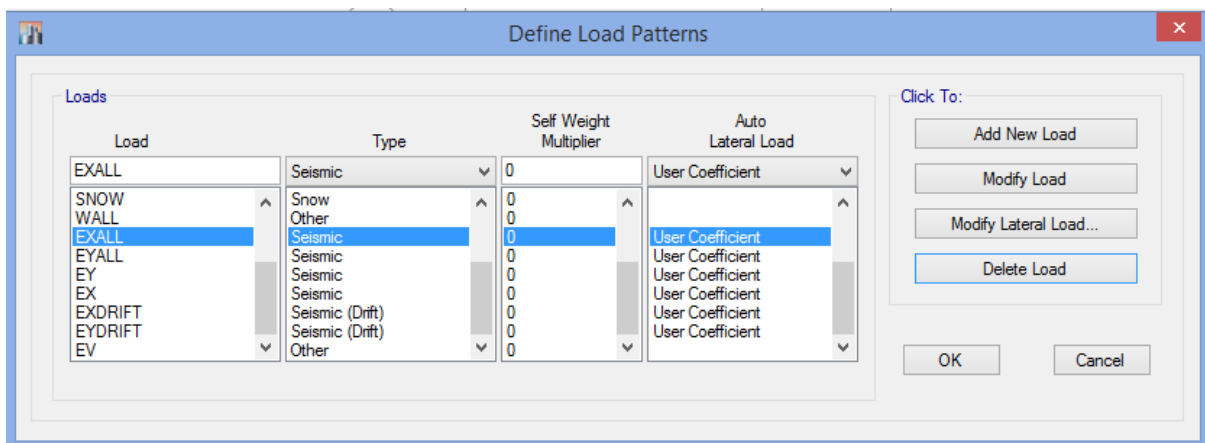 Define Load Patterns
Loads
Click To:
Load Type Self Weight Multiplier Auto Lateral Load
EXALL Seismic 0 User Coefficient
SNOW Snow 0
WALL Other 0
EXALL Seismic 0 User Coefficient
EYALL Seismic 0 User Coefficient
EY Seismic 0 User Coefficient
EX Seismic 0 User Coefficient
EXDRIFT Seismic (Drift) 0 User Coefficient
EYDRIFT Seismic (Drift) 0 User Coefficient
EV Other 0
Add New Load
Modify Load
Modify Lateral Load...
Delete Load
OK Cancel